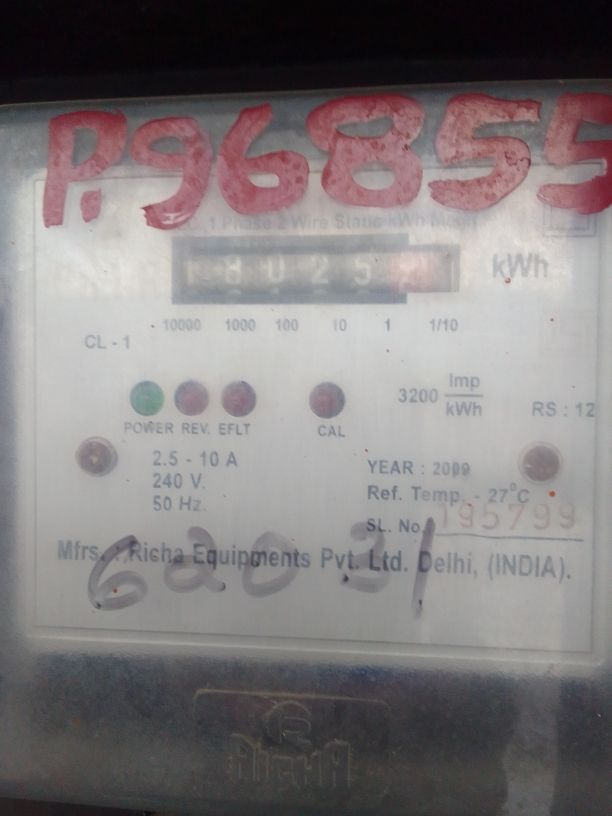 P.96855
1 Phase 2 Wire Static kWh Meter
1 8 0 2 5
kWh
10000 1000 100 10 1 1/10
CL - 1
3200 Imp/kWh
RS : 12
POWER REV. EFLT CAL
2.5 - 10 A
240 V.
50 Hz.
YEAR : 2009
Ref. Temp. - 27°C
SL. No. 195799
Mfrs. : Richa Equipments Pvt. Ltd. Delhi, (INDIA).
62031
RICHA